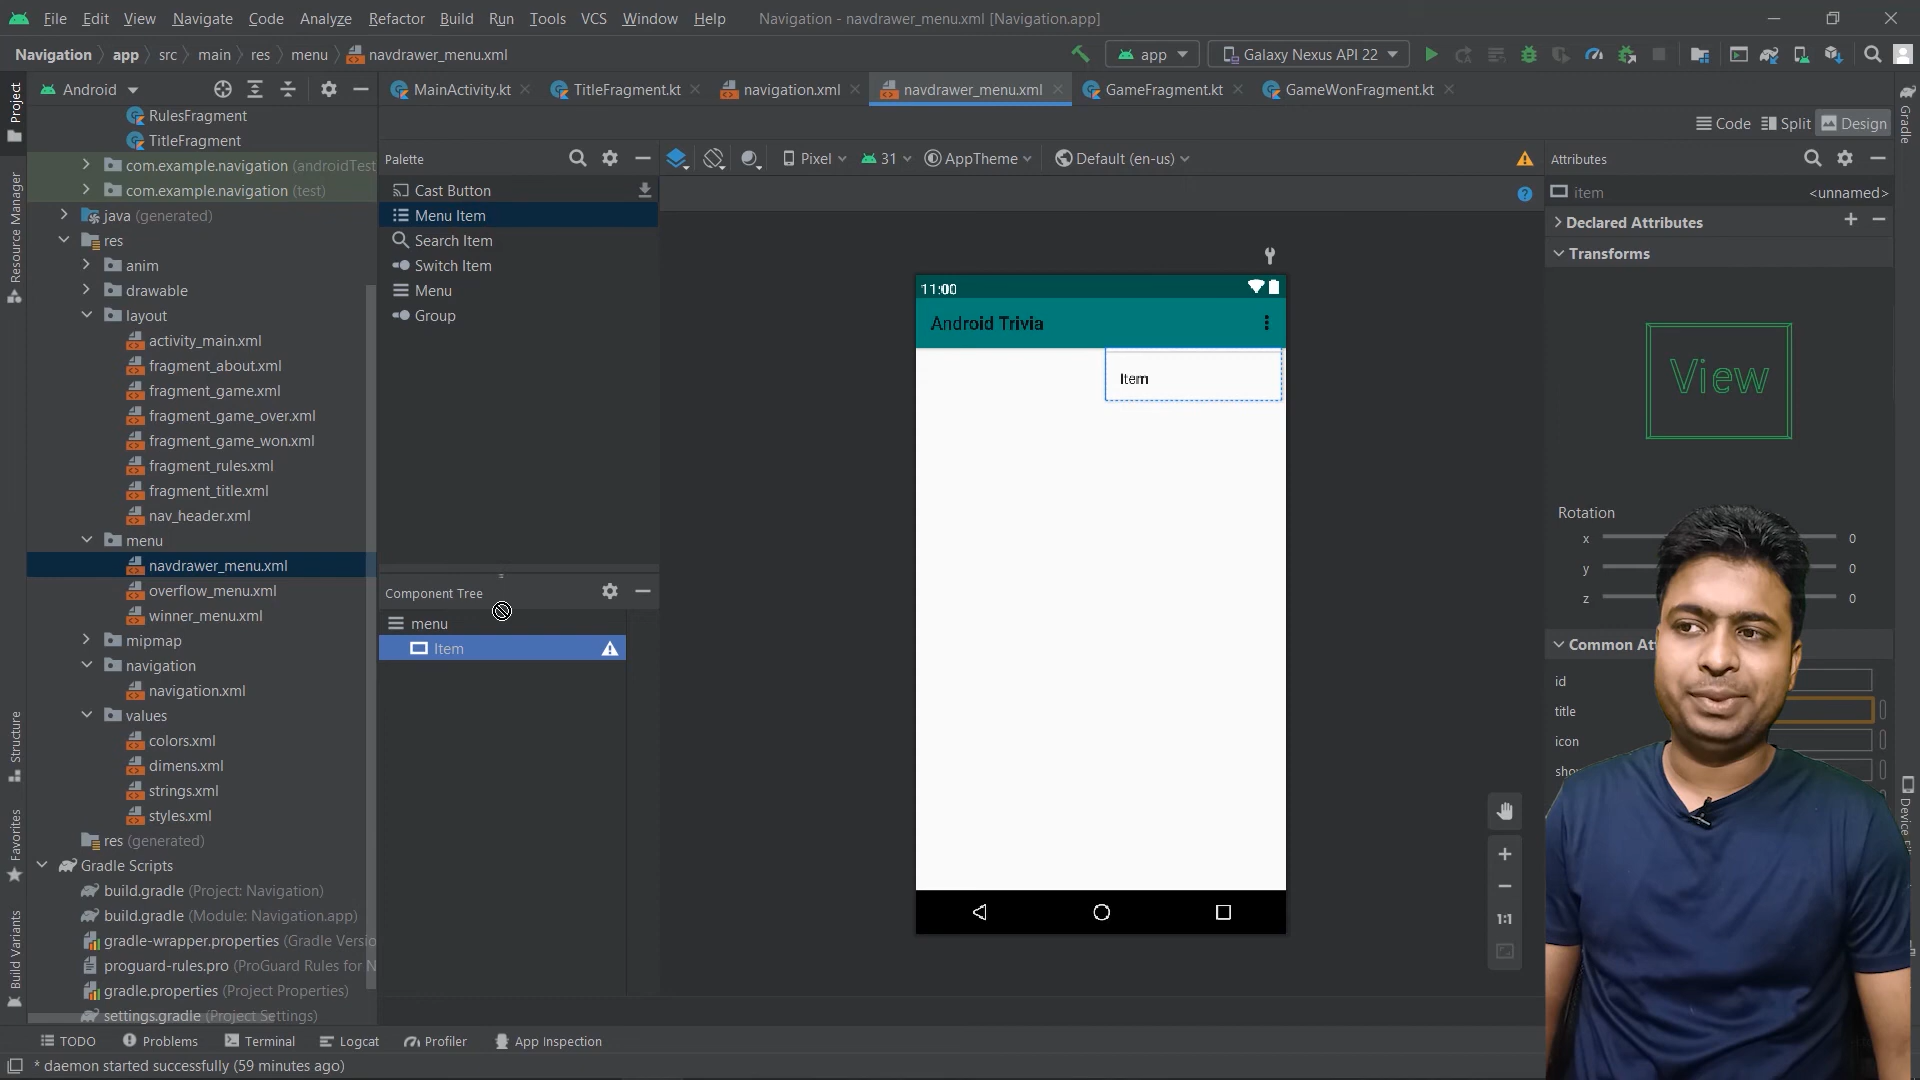 File Edit View Navigate Code Analyze Refactor Build Run Tools VCS Window Help Navigation - navdrawer_menu.xml [Navigation.app]
Navigation app src main res menu navdrawer_menu.xml app Galaxy Nexus API 22
Project
Resource Manager
Structure
Favorites
Build Variants
Android
MainActivity.kt TitleFragment.kt navigation.xml navdrawer_menu.xml GameFragment.kt GameWonFragment.kt
Code Split Design
RulesFragment
TitleFragment
com.example.navigation (androidTest
com.example.navigation (test)
java (generated)
res
anim
drawable
layout
activity_main.xml
fragment_about.xml
fragment_game.xml
fragment_game_over.xml
fragment_game_won.xml
fragment_rules.xml
fragment_title.xml
nav_header.xml
menu
navdrawer_menu.xml
overflow_menu.xml
winner_menu.xml
mipmap
navigation
navigation.xml
values
colors.xml
dimens.xml
strings.xml
styles.xml
res (generated)
Gradle Scripts
build.gradle (Project: Navigation)
build.gradle (Module: Navigation.app)
gradle-wrapper.properties (Gradle Versio
proguard-rules.pro (ProGuard Rules for N
gradle.properties (Project Properties)
settings.gradle (Project Settings)
Palette
Cast Button
Menu Item
Search Item
Switch Item
Menu
Group
Component Tree
menu
Item
Pixel 31 AppTheme Default (en-us)
11:00
Android Trivia
Item
1:1
Attributes
item <unnamed>
Declared Attributes
Transforms
View
Rotation
x 0
y 0
z 0
Common At
id
title
icon
sho
Gradle
Device Fi
TODO Problems Terminal Logcat Profiler App Inspection
* daemon started successfully (59 minutes ago)